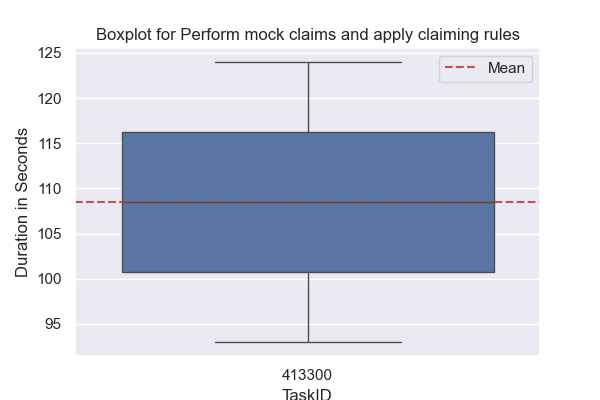 Boxplot for Perform mock claims and apply claiming rules
Mean
125
120
115
110
105
100
95
Duration in Seconds
413300
TaskID